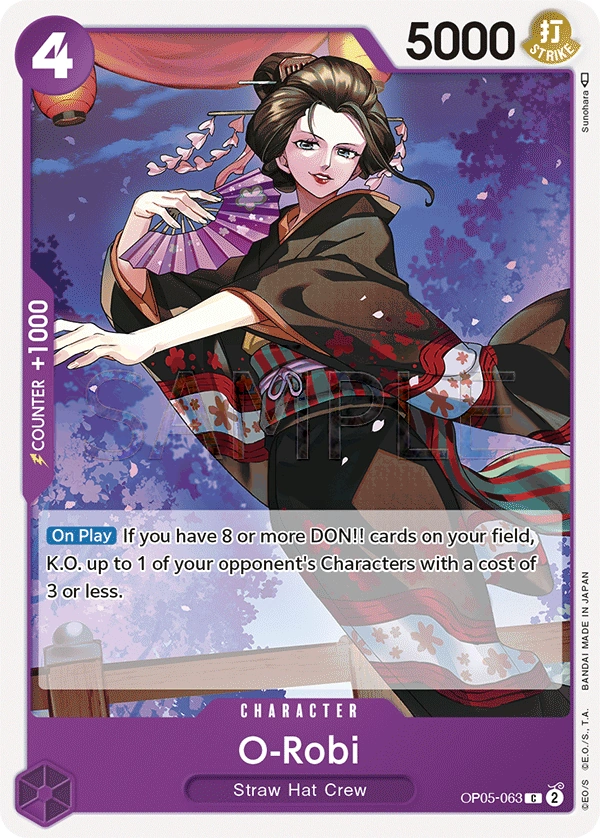 4
5000
打
STRIKE
Sunohara
COUNTER +1000
SAMPLE
On Play If you have 8 or more DON!! cards on your field,
K.O. up to 1 of your opponent's Characters with a cost of
3 or less.
CHARACTER
O-Robi
Straw Hat Crew
OP05-063 C 2
©EO/S ©E.O./S., T.A. BANDAI MADE IN JAPAN